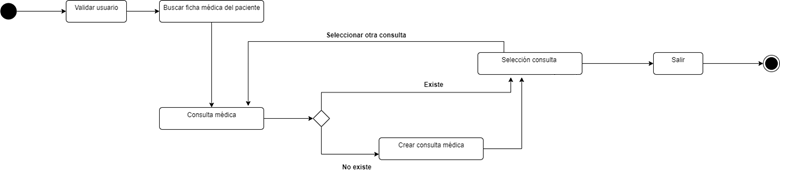 Validar usuario
Buscar ficha médica del paciente
Seleccionar otra consulta
Selección consulta
Salir
Existe
Consulta médica
Crear consulta médica
No existe